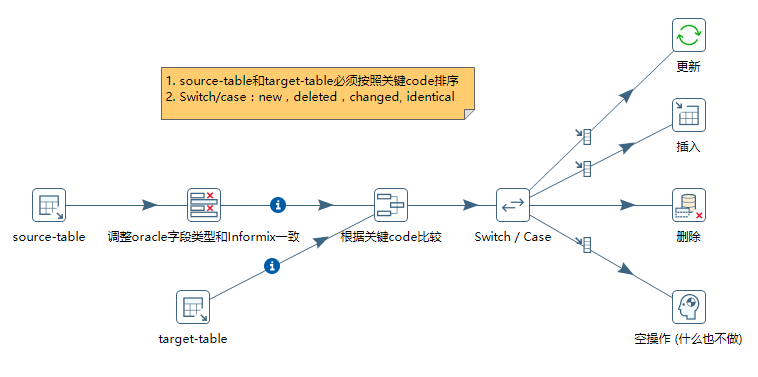 更新
1. source-table和target-table必须按照关键code排序
2. Switch/case：new，deleted，changed, identical
插入
source-table
调整oracle字段类型和Informix一致
根据关键code比较
Switch / Case
删除
target-table
空操作 (什么也不做)